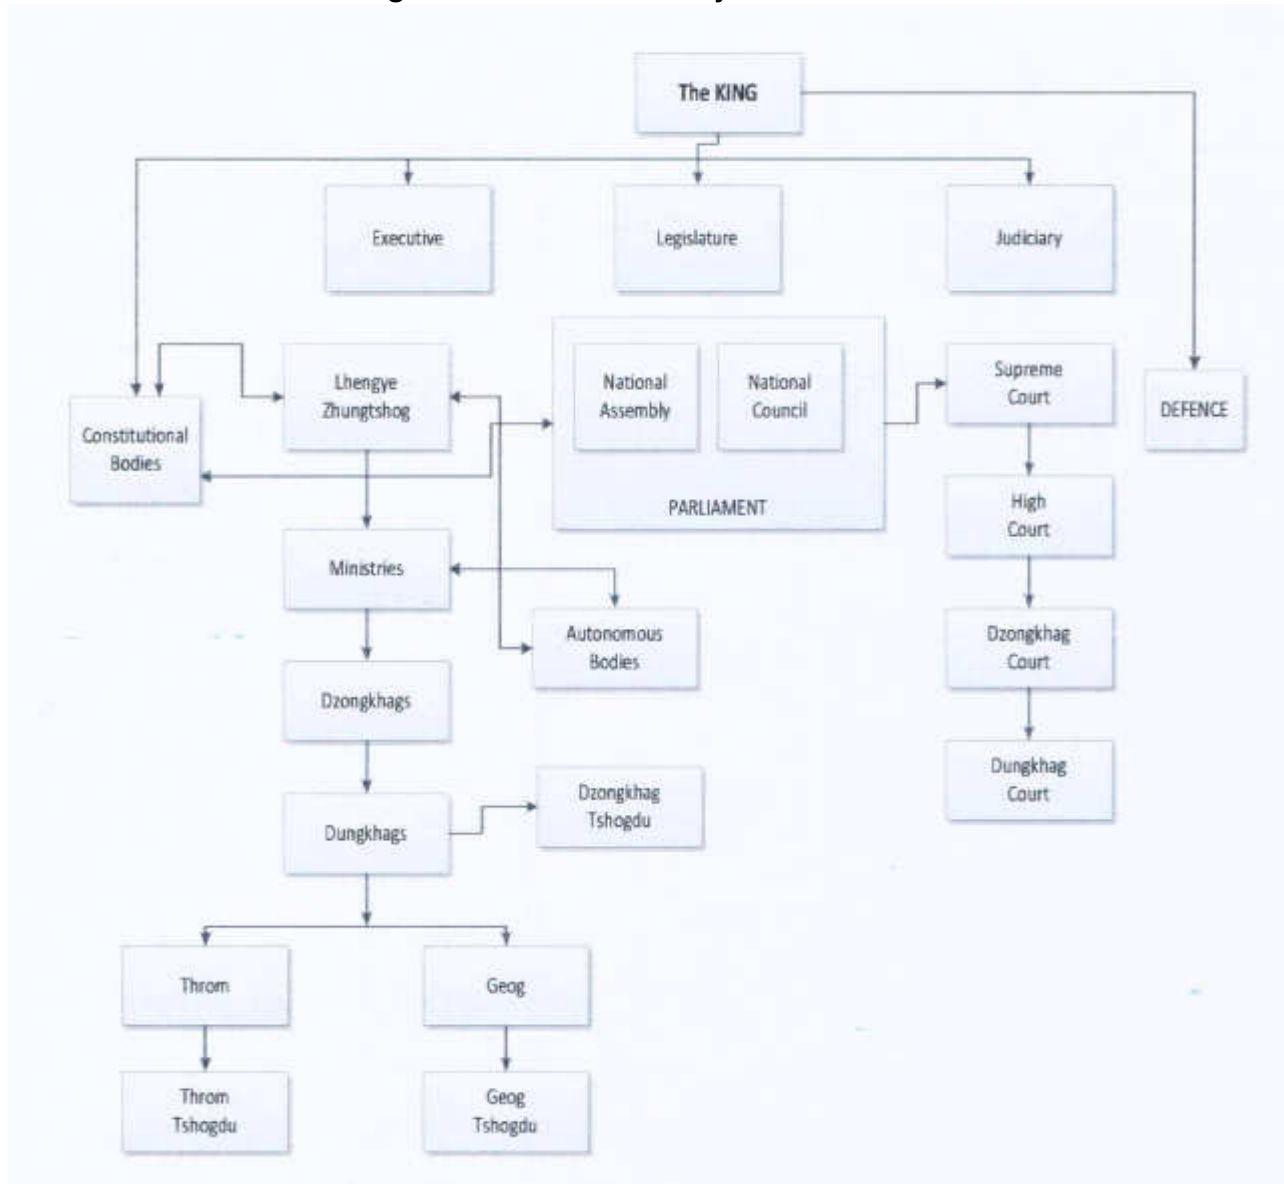 The KING
Executive
Legislature
Judiciary
Lhengye
Zhungtshog
National
Assembly
National
Council
PARLIAMENT
Supreme
Court
DEFENCE
Constitutional
Bodies
High
Court
Ministries
Autonomous
Bodies
Dzongkhag
Court
Dzongkhags
Dungkhag
Court
Dungkhags
Dzongkhag
Tshogdu
Throm
Geog
Throm
Tshogdu
Geog
Tshogdu